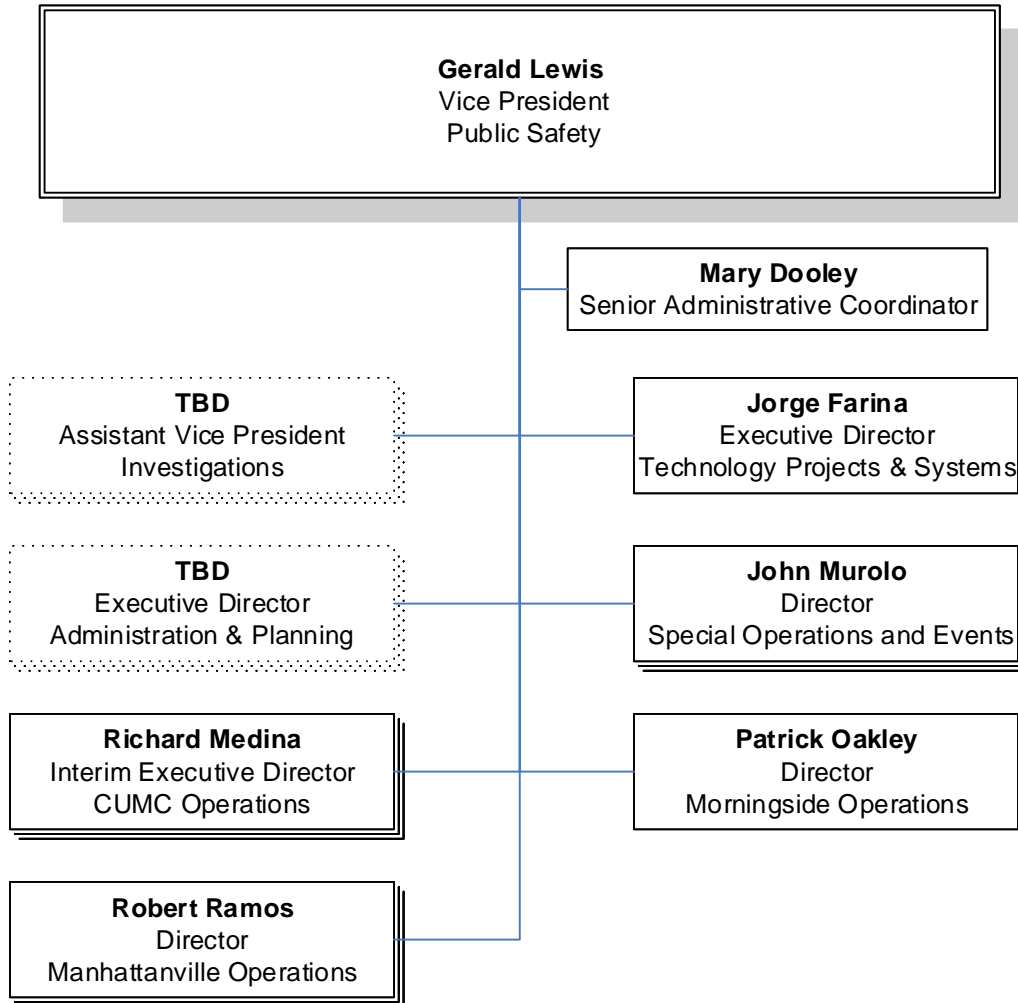 Gerald Lewis
Vice President
Public Safety
Mary Dooley
Senior Administrative Coordinator
TBD
Assistant Vice President
Investigations
Jorge Farina
Executive Director
Technology Projects & Systems
TBD
Executive Director
Administration & Planning
John Murolo
Director
Special Operations and Events
Richard Medina
Interim Executive Director
CUMC Operations
Patrick Oakley
Director
Morningside Operations
Robert Ramos
Director
Manhattanville Operations